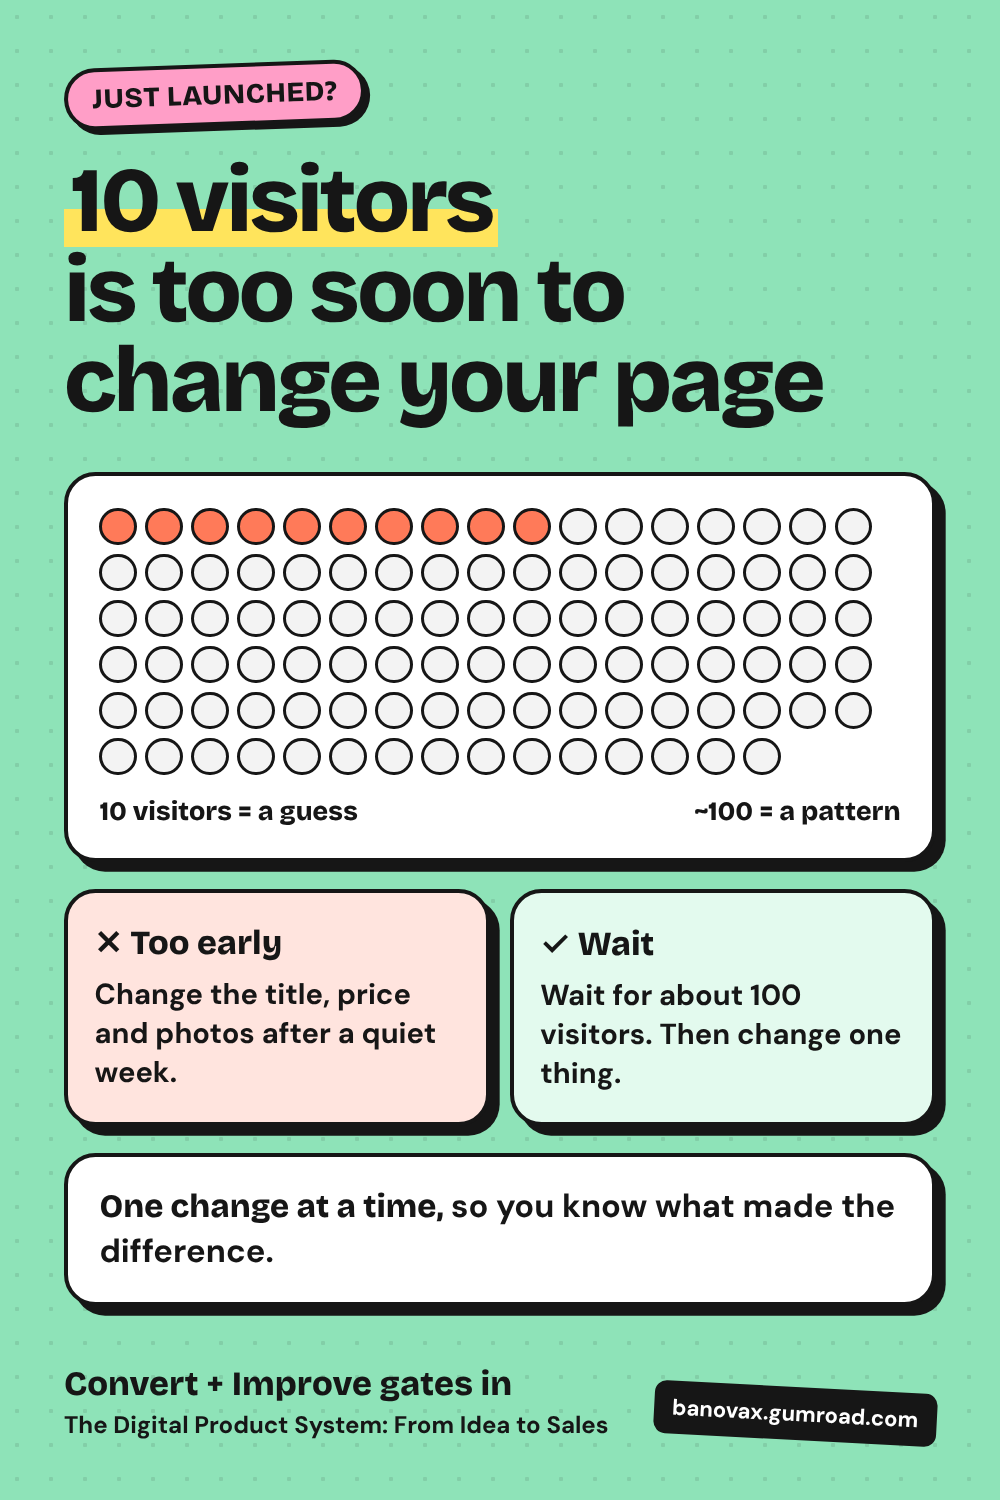 JUST LAUNCHED?
10 visitors
is too soon to
change your page
10 visitors = a guess
~100 = a pattern
✕ Too early
Change the title, price
and photos after a quiet
week.
✓ Wait
Wait for about 100
visitors. Then change one
thing.
One change at a time, so you know what made the
difference.
Convert + Improve gates in
The Digital Product System: From Idea to Sales
banovax.gumroad.com